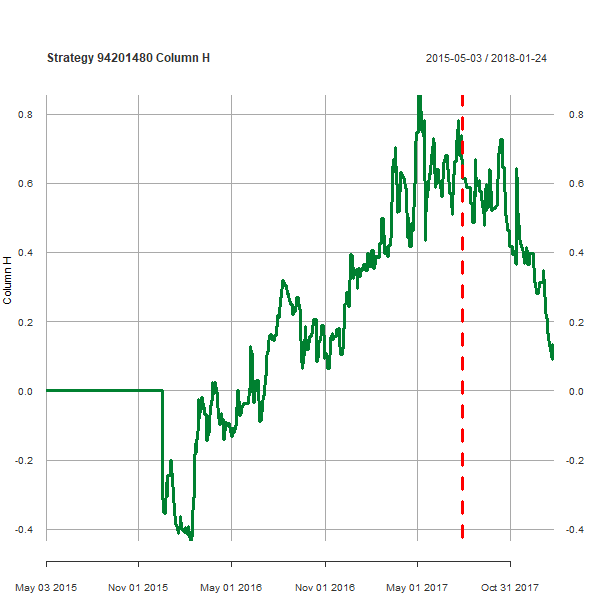 Strategy 94201480 Column H
2015-05-03 / 2018-01-24
0.8
0.8
0.6
0.6
0.4
0.4
0.2
0.2
0.0
0.0
-0.2
-0.2
-0.4
-0.4
Column H
May 03 2015
Nov 01 2015
May 01 2016
Nov 01 2016
May 01 2017
Oct 31 2017